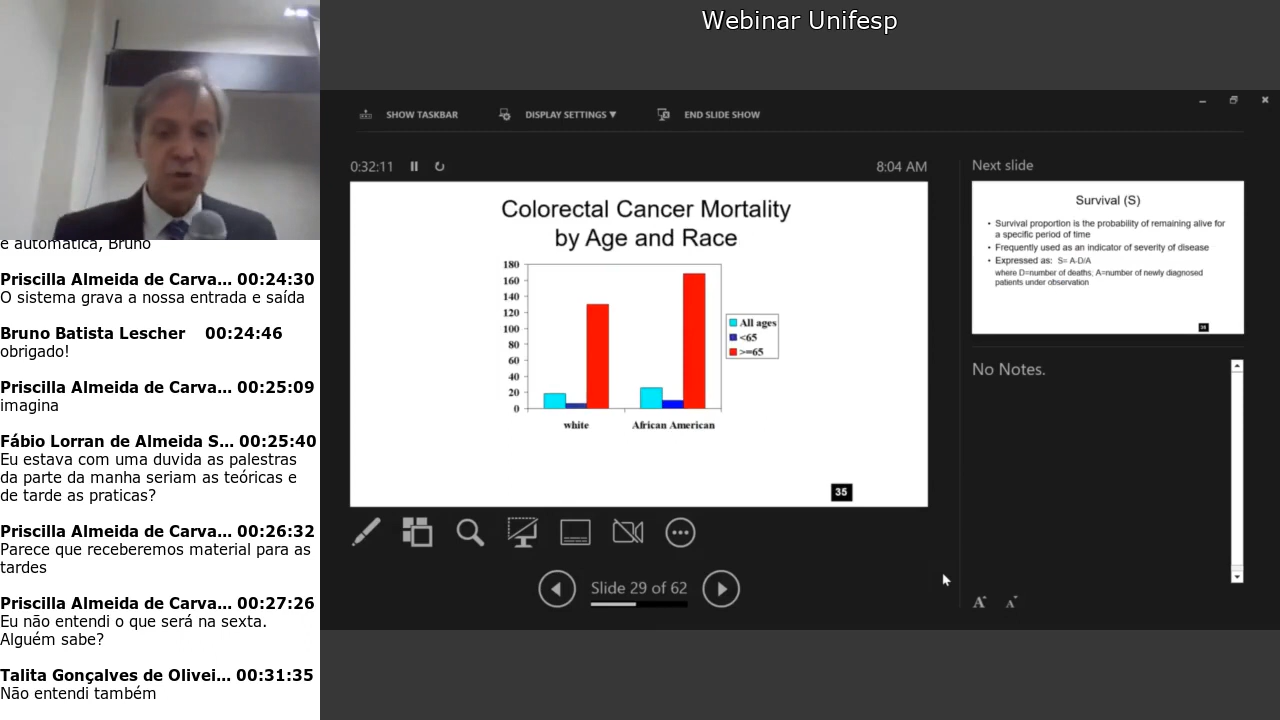 Webinar Unifesp
e automática, Bruno
Priscilla Almeida de Carva... 00:24:30
O sistema grava a nossa entrada e saída
Bruno Batista Lescher 00:24:46
obrigado!
Priscilla Almeida de Carva... 00:25:09
imagina
Fábio Lorran de Almeida S... 00:25:40
Eu estava com uma duvida as palestras
da parte da manha seriam as teóricas e
de tarde as praticas?
Priscilla Almeida de Carva... 00:26:32
Parece que receberemos material para as
tardes
Priscilla Almeida de Carva... 00:27:26
Eu não entendi o que será na sexta.
Alguém sabe?
Talita Gonçalves de Olivei... 00:31:35
Não entendi também
SHOW TASKBAR
DISPLAY SETTINGS ▼
END SLIDE SHOW
0:32:11
8:04 AM
Colorectal Cancer Mortality
by Age and Race
180
160
140
120
100
80
60
40
20
0
white
African American
All ages
<65
>=65
35
Slide 29 of 62
Next slide
Survival (S)
• Survival proportion is the probability of remaining alive for
a specific period of time
• Frequently used as an indicator of severity of disease
• Expressed as: S= A-D/A
where D=number of deaths; A=number of newly diagnosed
patients under observation
No Notes.
A A